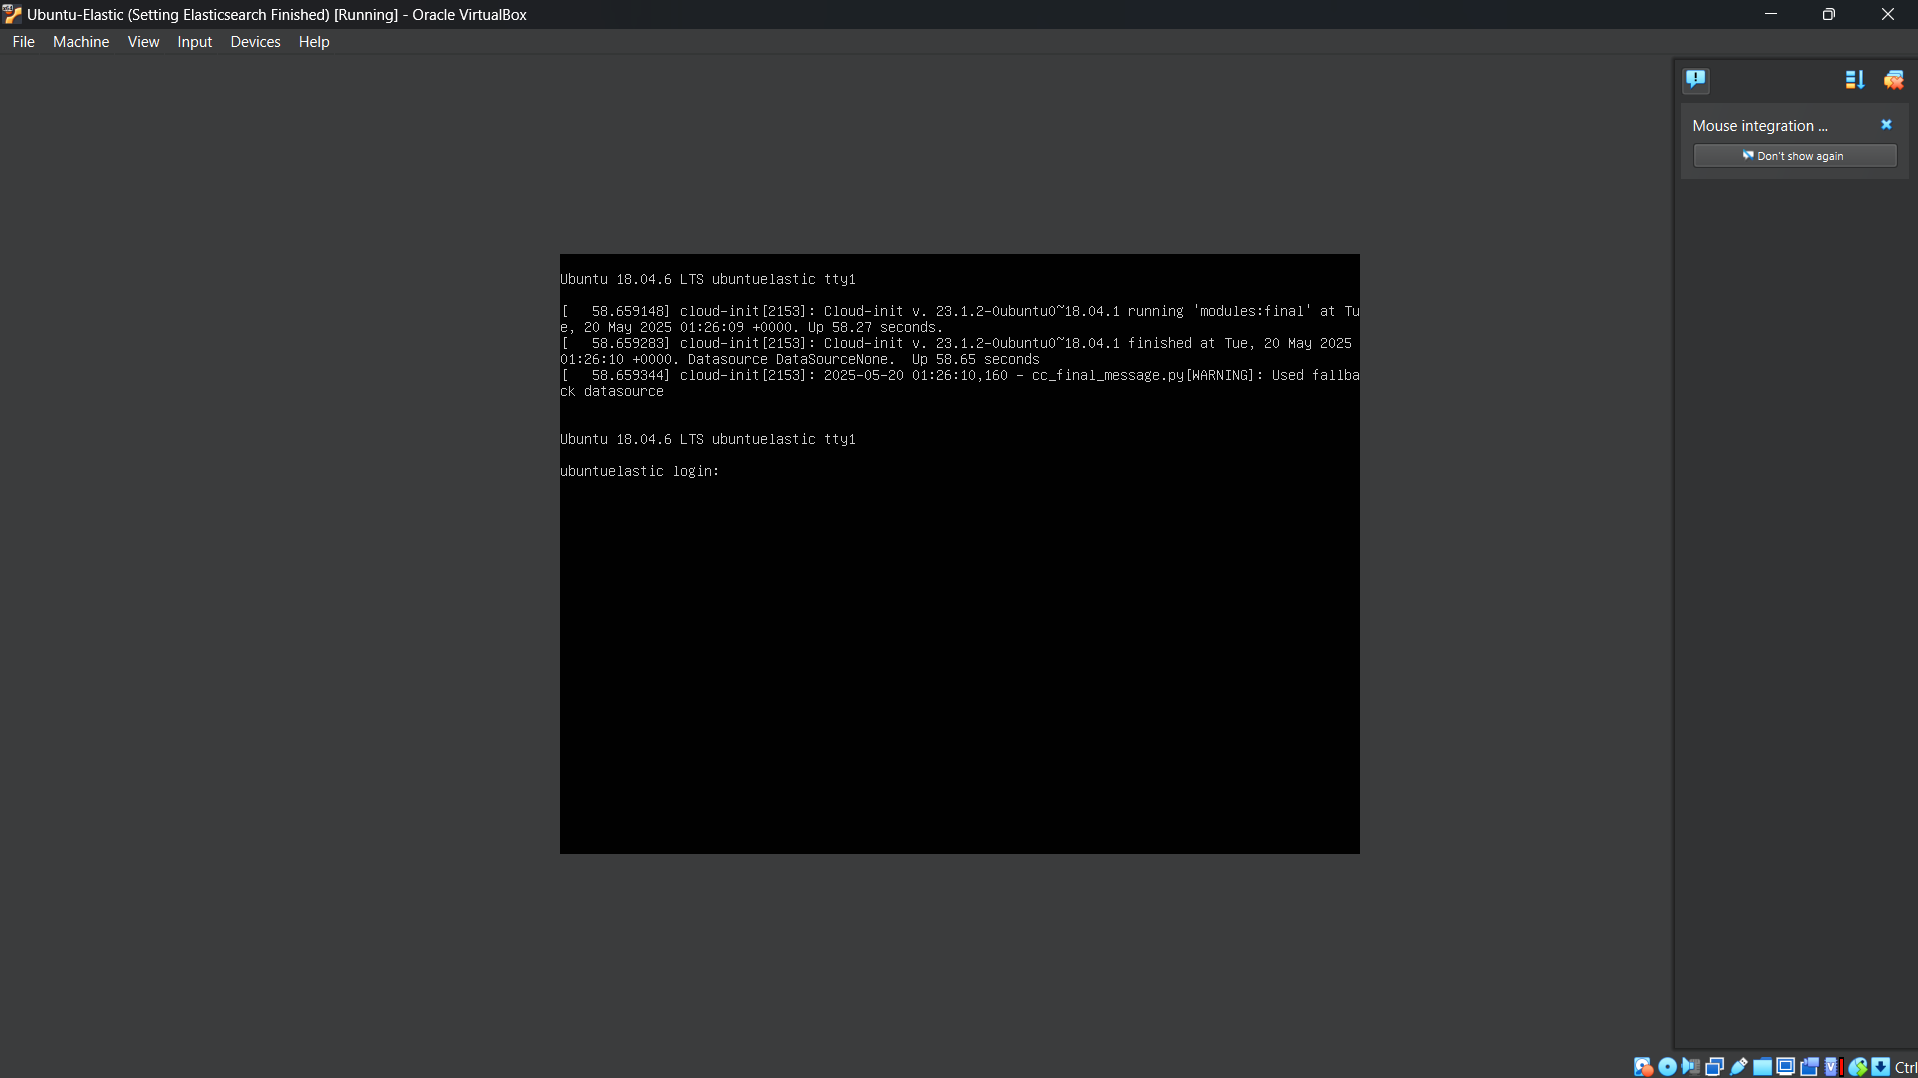 Ubuntu-Elastic (Setting Elasticsearch Finished) [Running] - Oracle VirtualBox
File Machine View Input Devices Help
Mouse integration ...
Don't show again
Ubuntu 18.04.6 LTS ubuntuelastic tty1
[   58.659148] cloud-init[2153]: Cloud-init v. 23.1.2-0ubuntu0~18.04.1 running 'modules:final' at Tu
e, 20 May 2025 01:26:09 +0000. Up 58.27 seconds.
[   58.659283] cloud-init[2153]: Cloud-init v. 23.1.2-0ubuntu0~18.04.1 finished at Tue, 20 May 2025
01:26:10 +0000. Datasource DataSourceNone.  Up 58.65 seconds
[   58.659344] cloud-init[2153]: 2025-05-20 01:26:10,160 - cc_final_message.py[WARNING]: Used fallba
ck datasource
Ubuntu 18.04.6 LTS ubuntuelastic tty1
ubuntuelastic login:
Ctrl